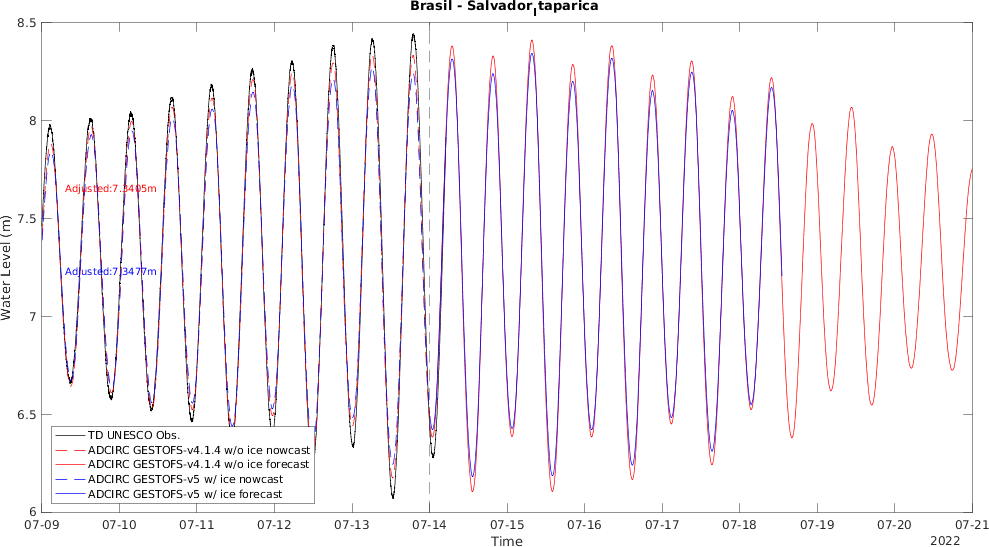 Brasil - Salvador_Itaparica
8.5
8
7.5
7
6.5
6
Water Level (m)
Adjusted:7.3405m
Adjusted:7.3477m
TD UNESCO Obs.
ADCIRC GESTOFS-v4.1.4 w/o ice nowcast
ADCIRC GESTOFS-v4.1.4 w/o ice forecast
ADCIRC GESTOFS-v5 w/ ice nowcast
ADCIRC GESTOFS-v5 w/ ice forecast
07-09 07-10 07-11 07-12 07-13 07-14 07-15 07-16 07-17 07-18 07-19 07-20 07-21
Time
2022